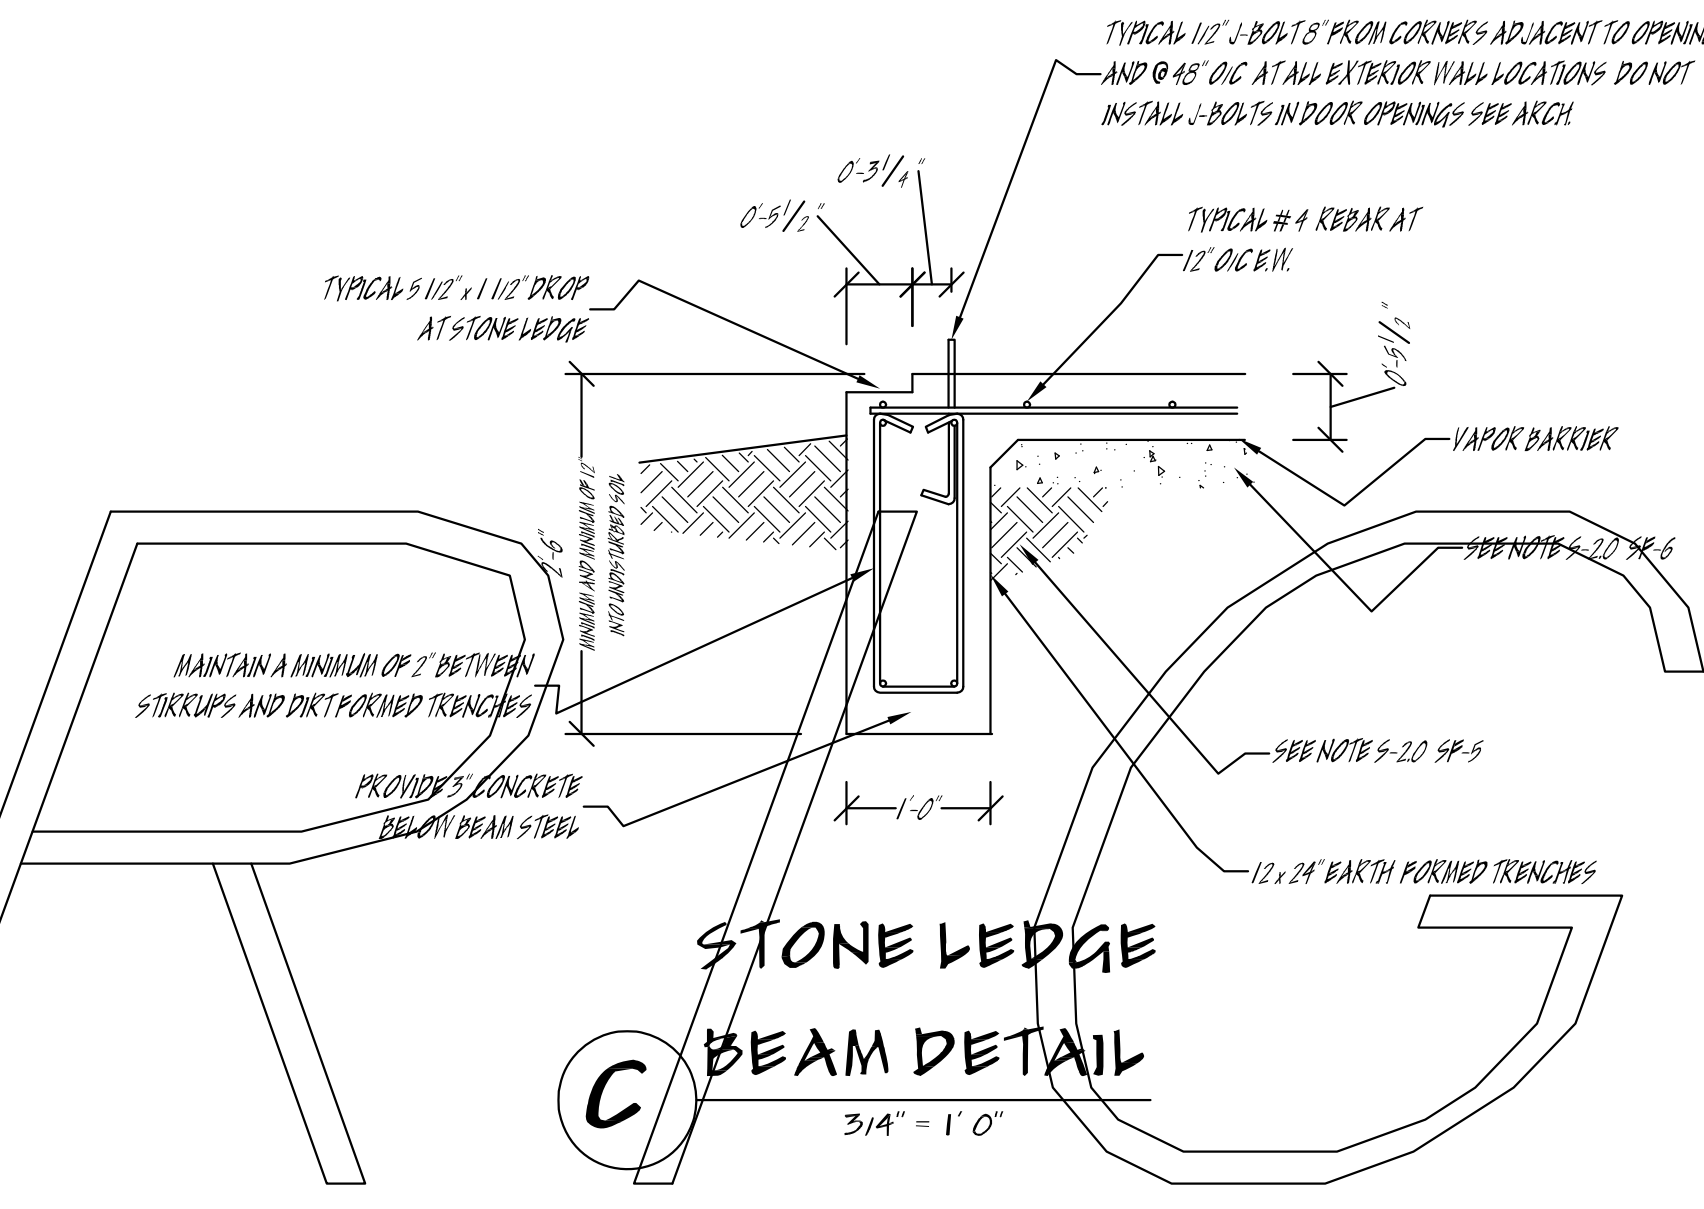 TYPICAL 1/2" J-BOLT 8" FROM CORNERS ADJACENT TO OPENIN
AND @ 48" O/C AT ALL EXTERIOR WALL LOCATIONS DO NOT
INSTALL J-BOLTS IN DOOR OPENINGS SEE ARCH.
0'-3 1/4"
0'-5 1/2"
TYPICAL # 4 REBAR AT
12" O/C E.W.
TYPICAL 5 1/2" x 1 1/2" DROP
AT STONE LEDGE
0'-5 1/2"
VAPOR BARRIER
2'-6"
MINIMUM AND MINIMUM OF 12"
INTO UNDISTURBED SOIL
SEE NOTE S-2.0 SF-6
MAINTAIN A MINIMUM OF 2" BETWEEN
STIRRUPS AND DIRT FORMED TRENCHES
SEE NOTE S-2.0 SF-5
PROVIDE 3" CONCRETE
BELOW BEAM STEEL
1'-0"
12 x 24" EARTH FORMED TRENCHES
STONE LEDGE
BEAM DETAIL
C
3/4" = 1' 0"
R I G